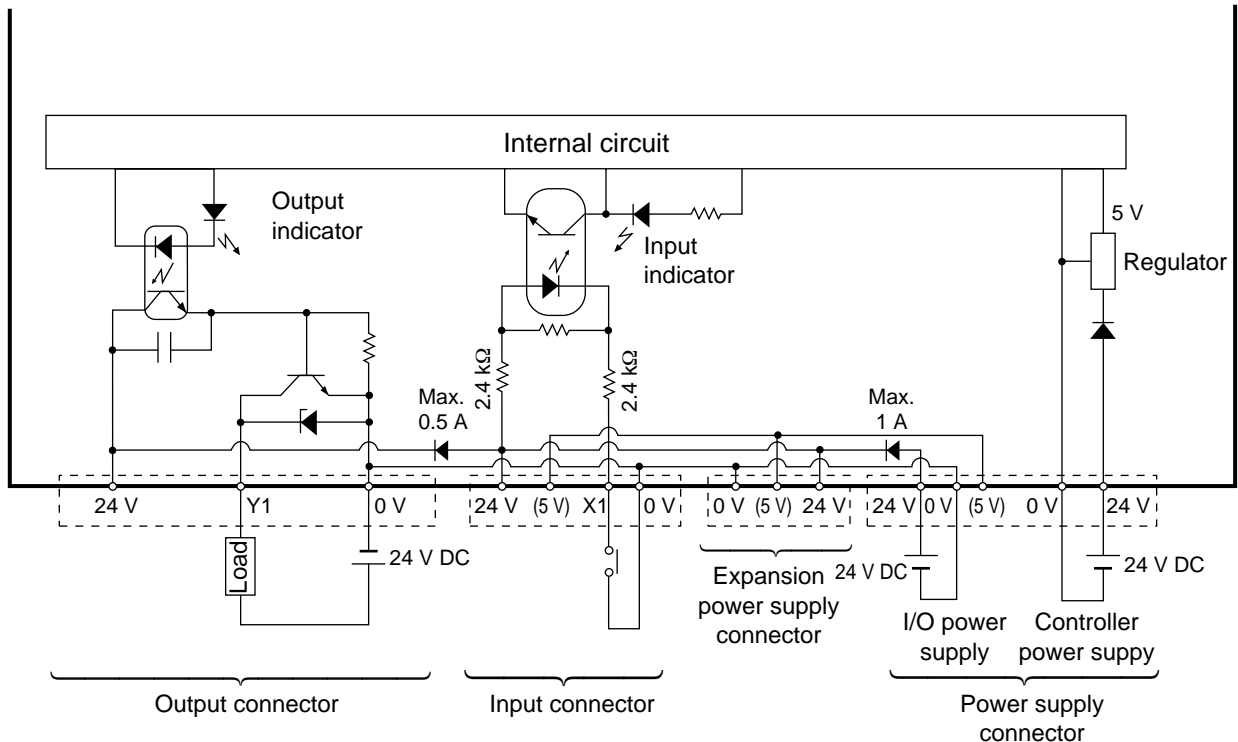 Internal circuit
Output
indicator
Input
indicator
5 V
Regulator
2.4 kΩ
2.4 kΩ
Max.
0.5 A
Max.
1 A
24 V
Y1
0 V
24 V
(5 V)
X1
0 V
0 V
(5 V)
24 V
24 V
0 V
(5 V)
0 V
24 V
Load
24 V DC
Expansion
power supply
connector
24 V DC
24 V DC
I/O power
supply
Controller
power suppy
Output connector
Input connector
Power supply
connector